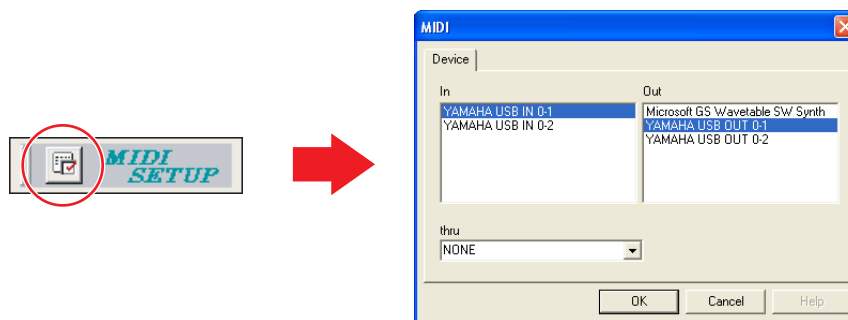 MIDI
SETUP
MIDI
Device
In
Out
YAMAHA USB IN 0-1
YAMAHA USB IN 0-2
Microsoft GS Wavetable SW Synth
YAMAHA USB OUT 0-1
YAMAHA USB OUT 0-2
thru
NONE
OK
Cancel
Help